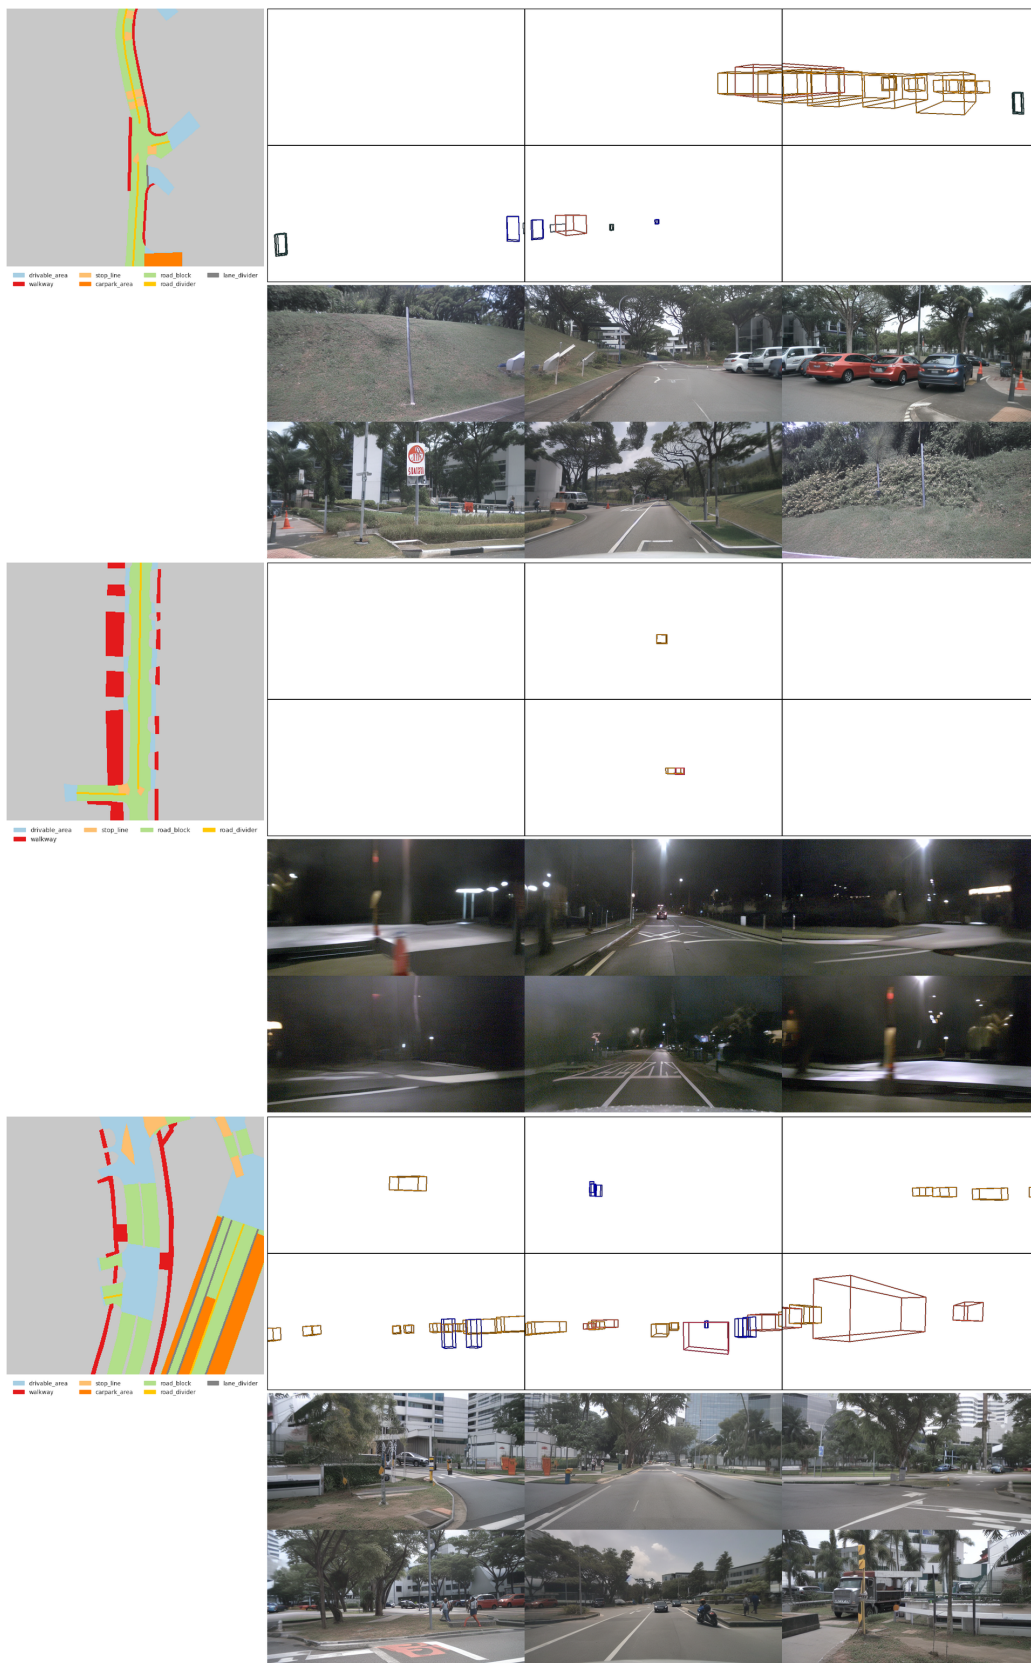 drivable_area stop_line road_block lane_divider
walkway carpark_area road_divider
drivable_area stop_line road_block road_divider
walkway
drivable_area stop_line road_block lane_divider
walkway carpark_area road_divider